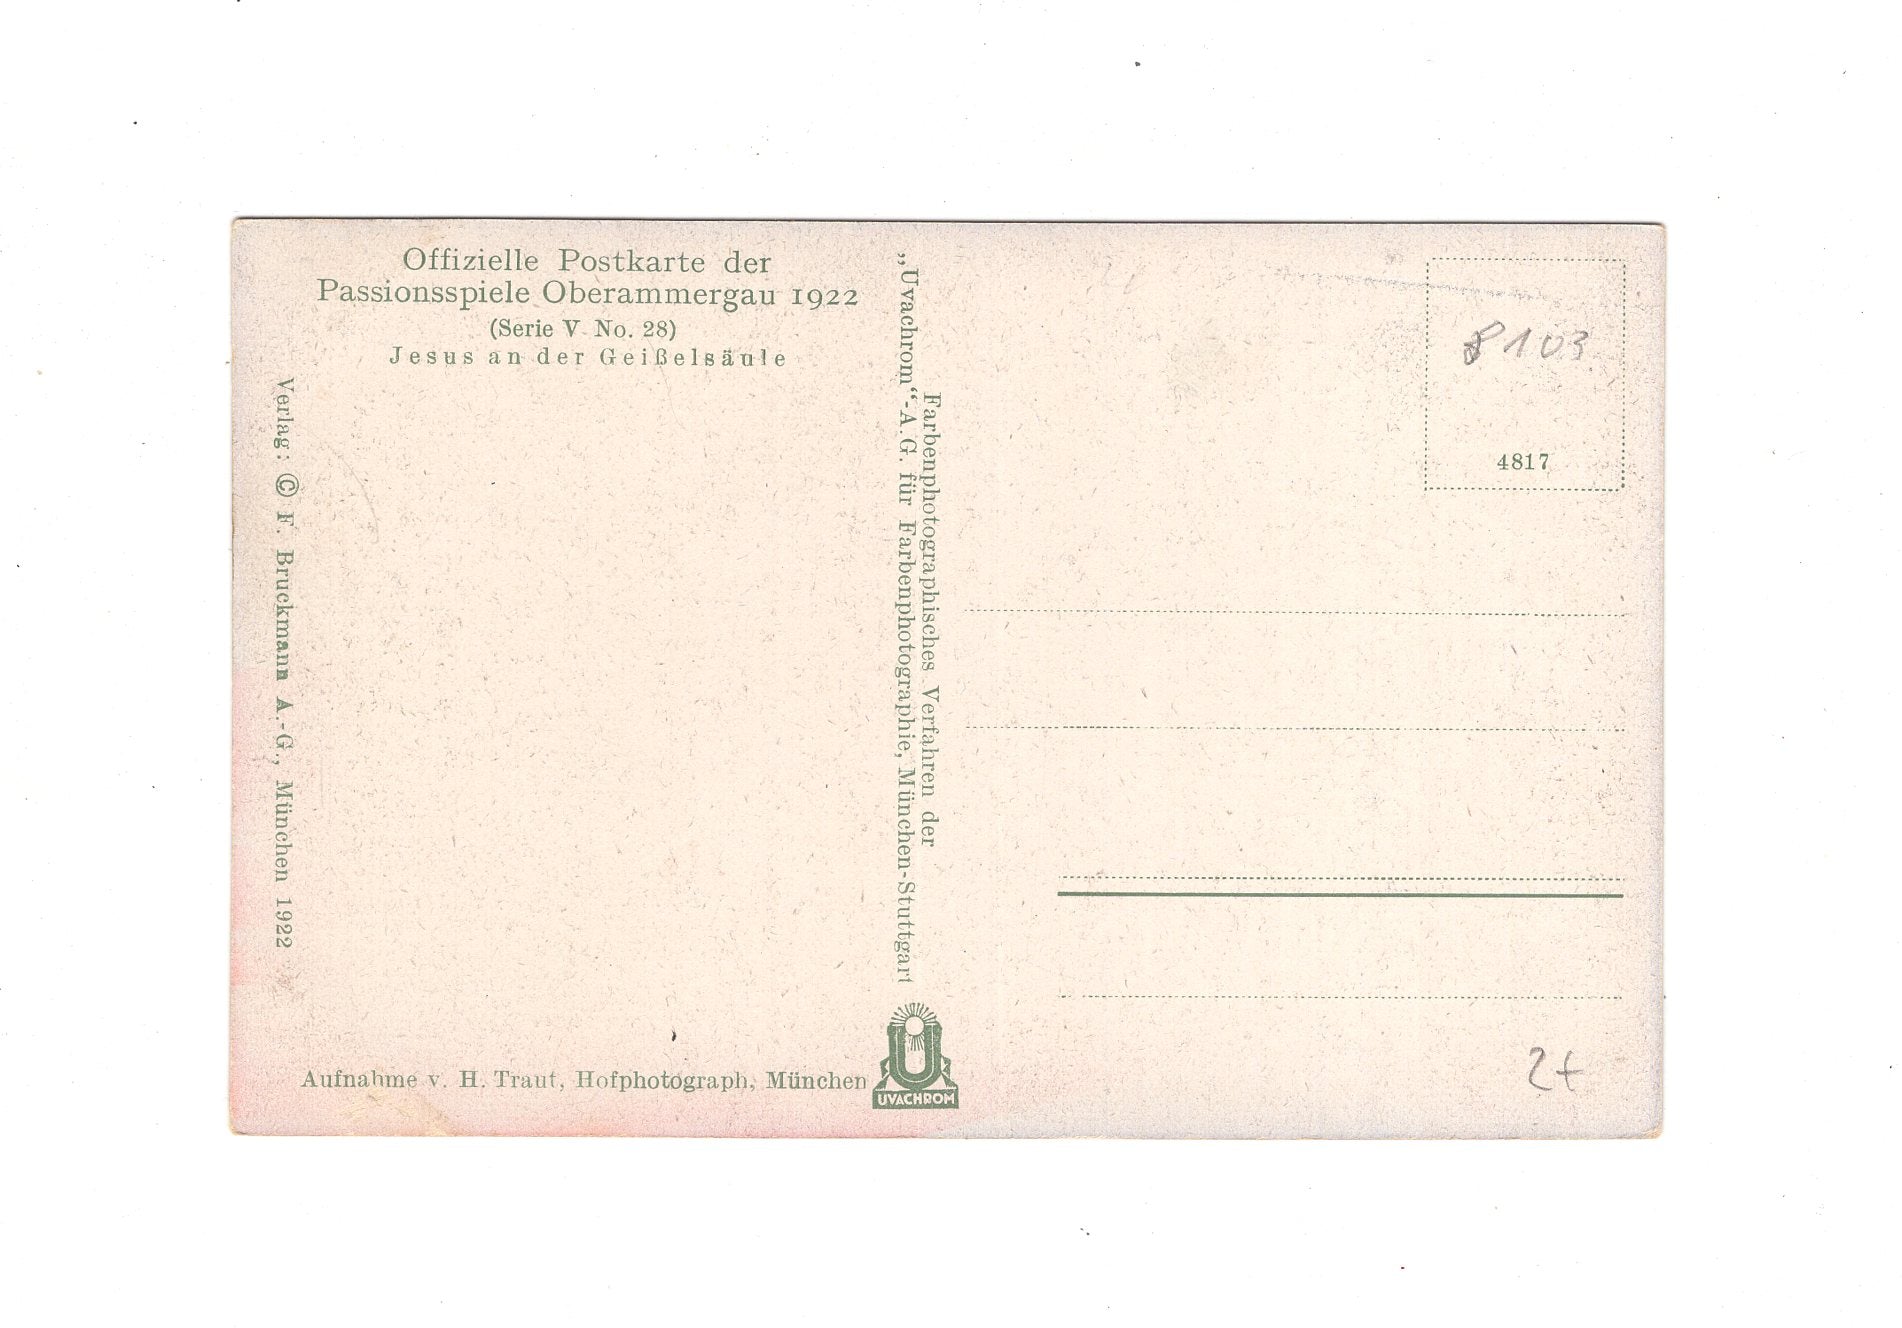 Offizielle Postkarte der
Passionsspiele Oberammergau 1922
(Serie V No. 28)
Jesus an der Geißelsäule
Verlag: © F. Bruckmann A.-G., München 1922
Aufnahme v. H. Traut, Hofphotograph, München
Farbenphotographisches Verfahren der
„Uvachrom“-A.G. für Farbenphotographie, München-Stuttgart
UVACHROM
8103
4817